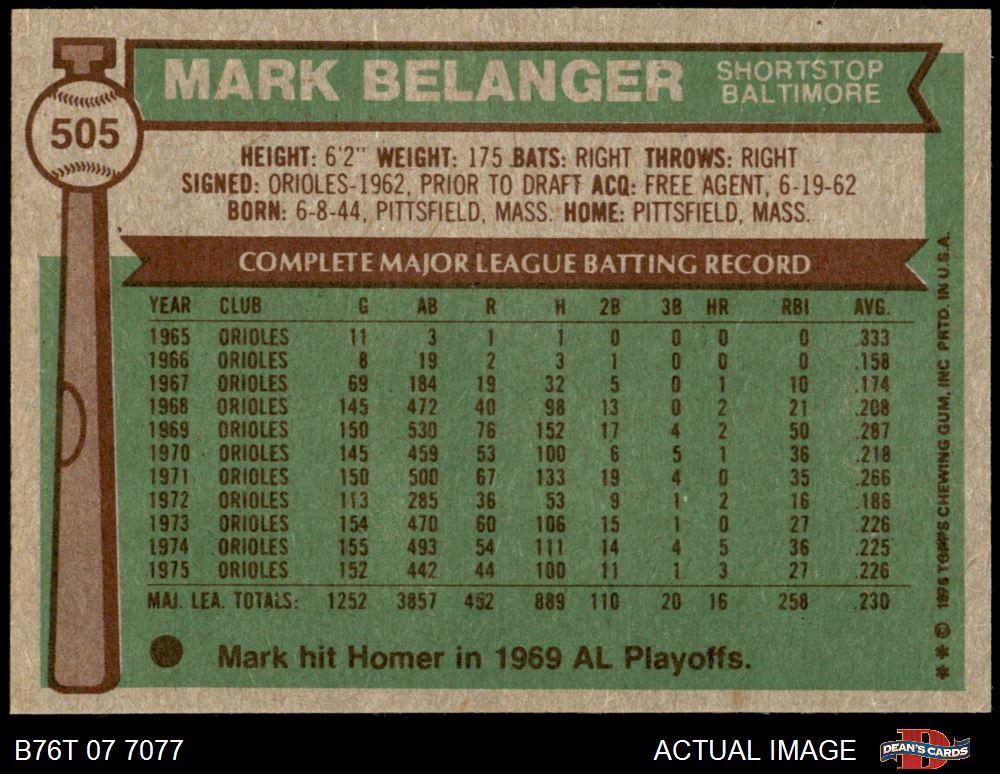 MARK BELANGER SHORTSTOP
BALTIMORE
505
HEIGHT: 6'2" WEIGHT: 175 BATS: RIGHT THROWS: RIGHT
SIGNED: ORIOLES-1962, PRIOR TO DRAFT ACQ: FREE AGENT, 6-19-62
BORN: 6-8-44, PITTSFIELD, MASS. HOME: PITTSFIELD, MASS.
COMPLETE MAJOR LEAGUE BATTING RECORD
YEAR CLUB G AB R H 2B 3B HR RBI AVG.
1965 ORIOLES 11 3 1 1 0 0 0 0 .333
1966 ORIOLES 8 19 2 3 1 0 0 0 .158
1967 ORIOLES 69 184 19 32 5 0 1 10 .174
1968 ORIOLES 145 472 40 98 13 0 2 21 .208
1969 ORIOLES 150 530 76 152 17 4 2 50 .287
1970 ORIOLES 145 459 53 100 6 5 1 36 .218
1971 ORIOLES 150 500 67 133 19 4 0 35 .266
1972 ORIOLES 113 285 36 53 9 1 2 16 .186
1973 ORIOLES 154 470 60 106 15 1 0 27 .226
1974 ORIOLES 155 493 54 111 14 4 5 36 .225
1975 ORIOLES 152 442 44 100 11 1 3 27 .226
MAJ. LEA. TOTALS: 1252 3857 452 889 110 20 16 258 .230
Mark hit Homer in 1969 AL Playoffs.
* * © 1976 TOPPS CHEWING GUM, INC PRTD. IN U.S.A.
B76T 07 7077 ACTUAL IMAGE DEAN'S CARDS